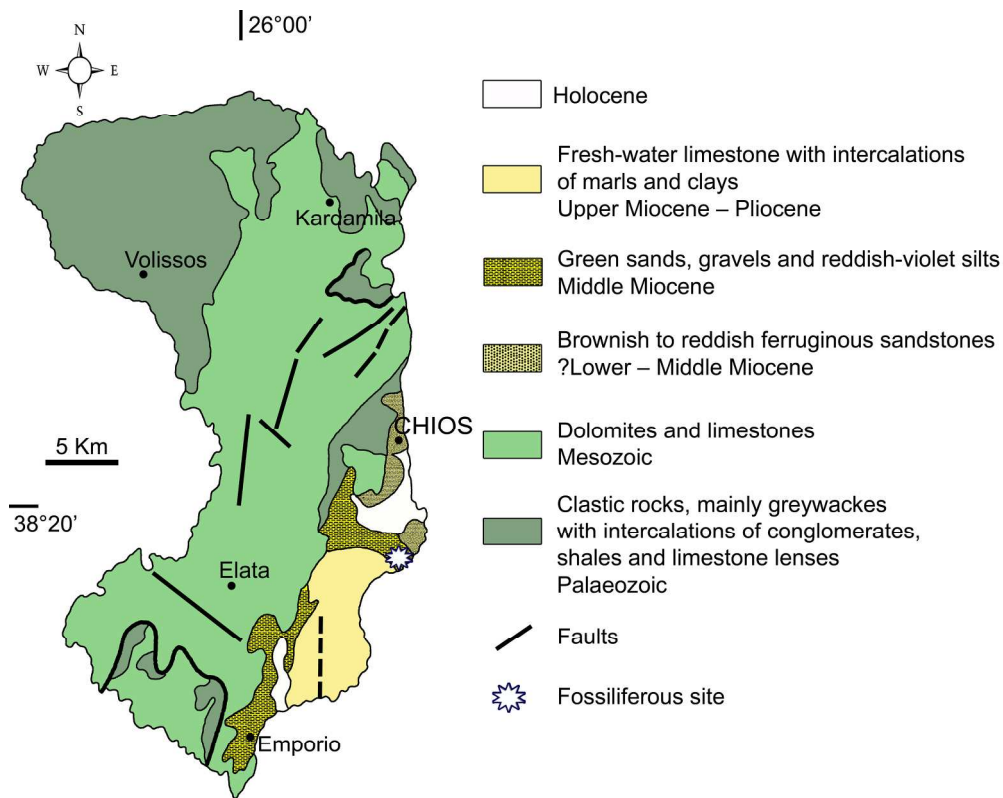 26°00’
N
W E
S
Kardamila
Volissos
CHIOS
5 Km
38°20’
Elata
Emporio
Holocene
Fresh-water limestone with intercalations
of marls and clays
Upper Miocene – Pliocene
Green sands, gravels and reddish-violet silts
Middle Miocene
Brownish to reddish ferruginous sandstones
?Lower – Middle Miocene
Dolomites and limestones
Mesozoic
Clastic rocks, mainly greywackes
with intercalations of conglomerates,
shales and limestone lenses
Palaeozoic
Faults
Fossiliferous site